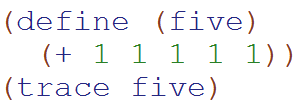 (define (five)
  (+ 1 1 1 1 1))
(trace five)